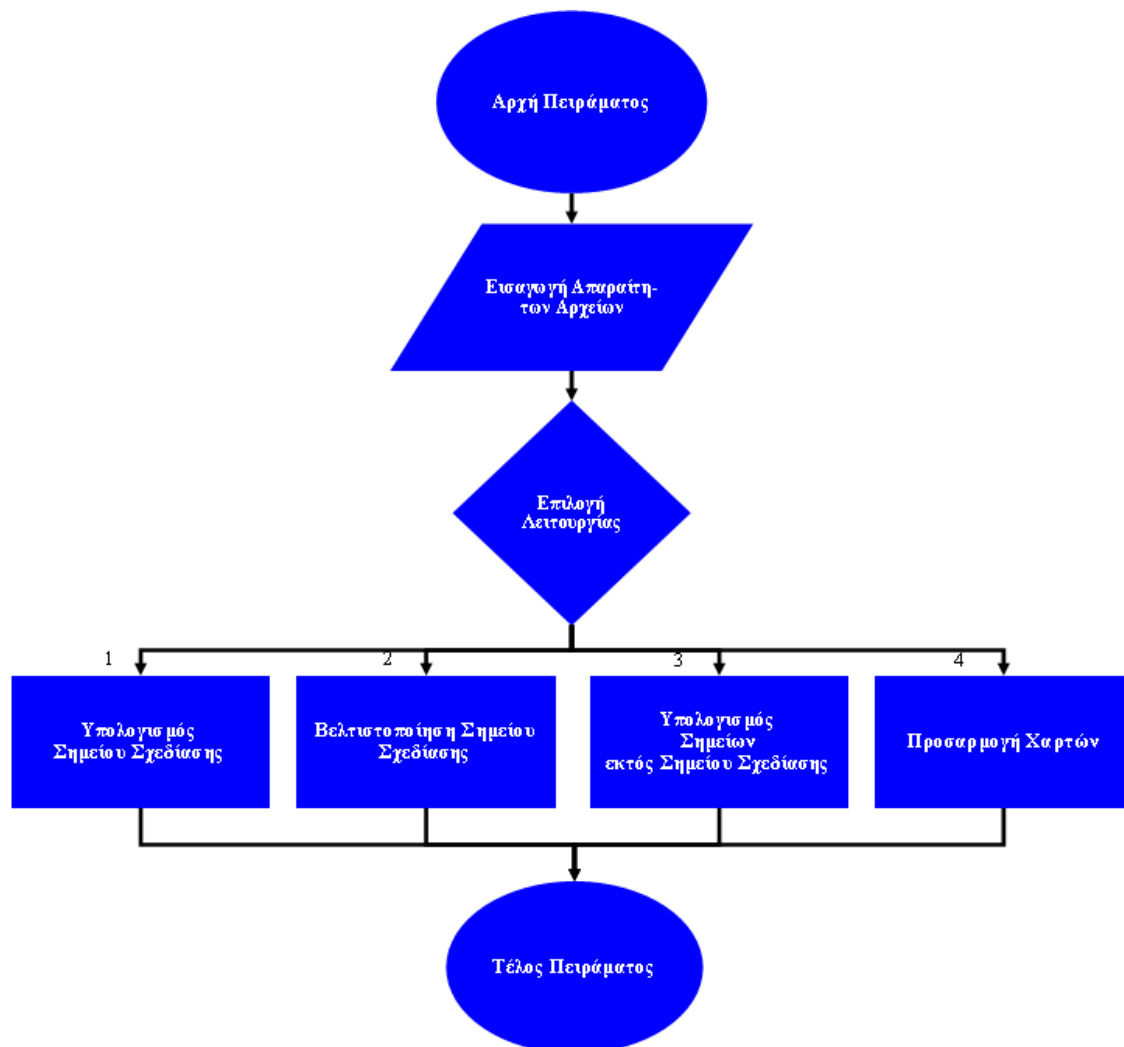 Αρχή Πειράματος
Εισαγωγή Απαραίτη-
των Αρχείων
Επιλογή
Λειτουργίας
1
2
3
4
Υπολογισμός
Σημείου Σχεδίασης
Βελτιστοποίηση Σημείου
Σχεδίασης
Υπολογισμός
Σημείων
εκτός Σημείου Σχεδίασης
Προσαρμογή Χαρτών
Τέλος Πειράματος